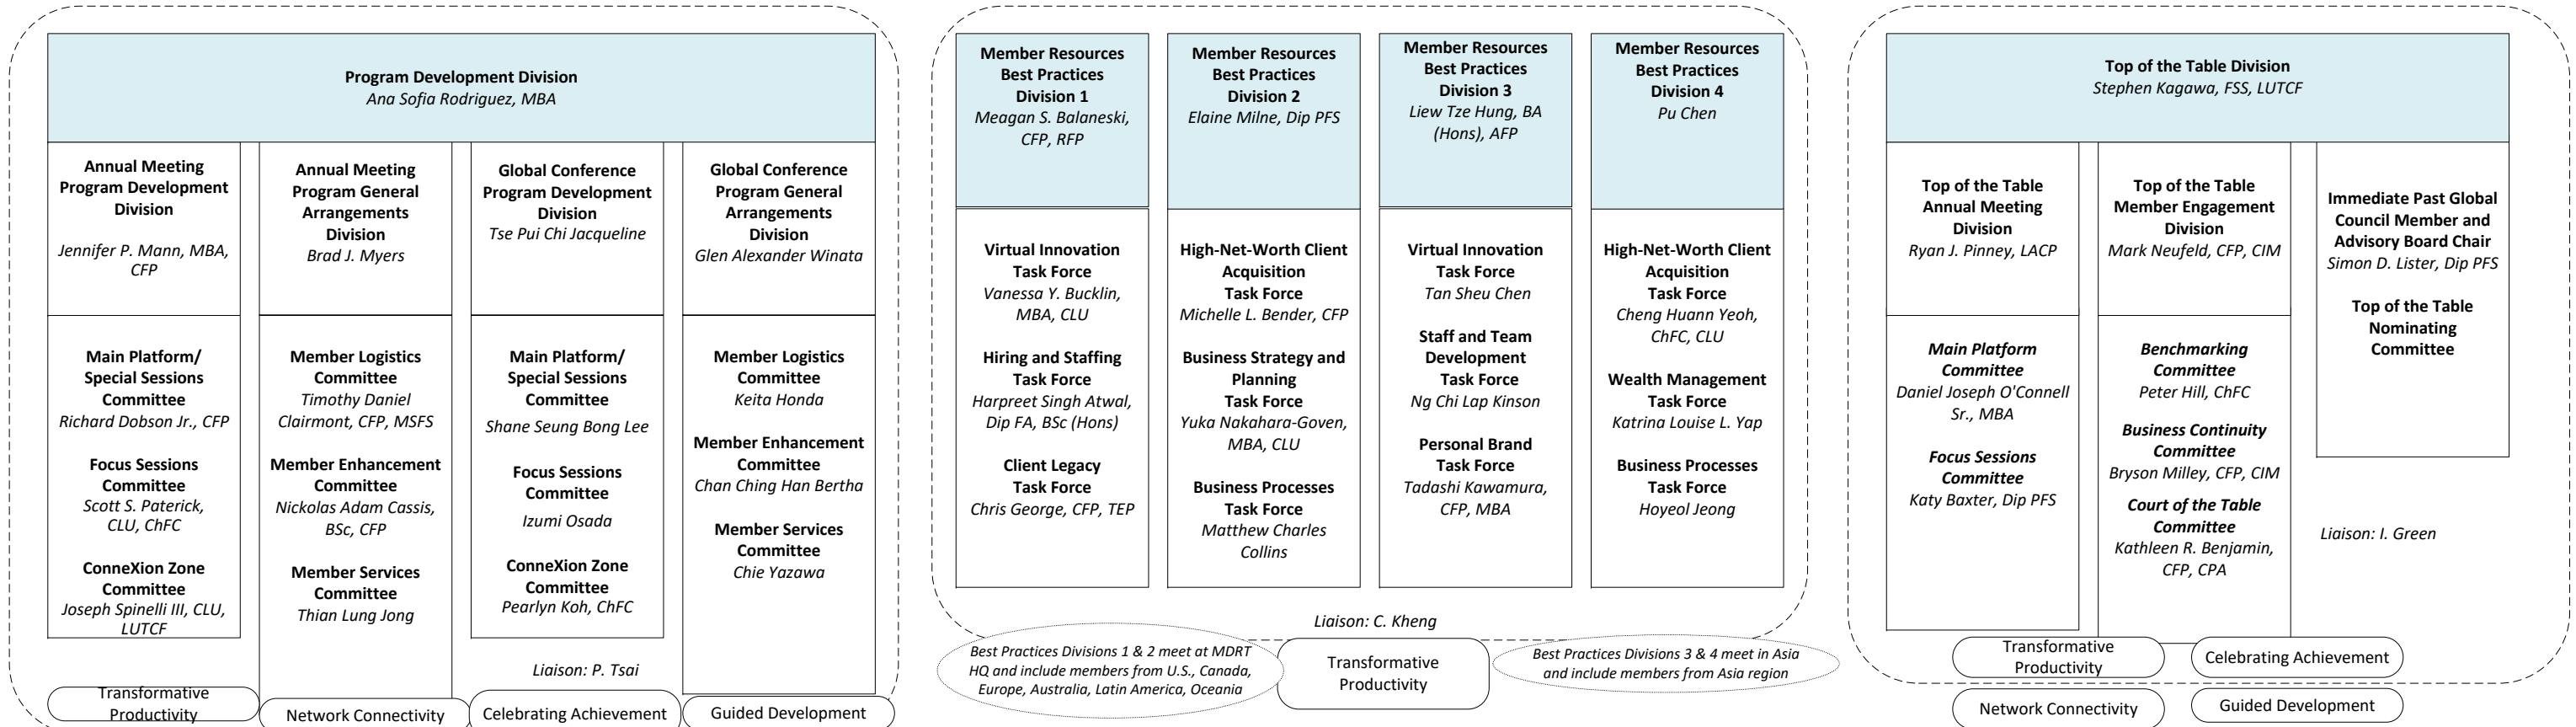 Program Development Division
Ana Sofia Rodriguez, MBA
Annual Meeting
Program Development
Division
Jennifer P. Mann, MBA,
CFP
Main Platform/
Special Sessions
Committee
Richard Dobson Jr., CFP
Focus Sessions
Committee
Scott S. Paterick,
CLU, ChFC
ConneXion Zone
Committee
Joseph Spinelli III, CLU,
LUTCF
Annual Meeting
Program General
Arrangements
Division
Brad J. Myers
Member Logistics
Committee
Timothy Daniel
Clairmont, CFP, MSFS
Member Enhancement
Committee
Nickolas Adam Cassis,
BSc, CFP
Member Services
Committee
Thian Lung Jong
Global Conference
Program Development
Division
Tse Pui Chi Jacqueline
Main Platform/
Special Sessions
Committee
Shane Seung Bong Lee
Focus Sessions
Committee
Izumi Osada
ConneXion Zone
Committee
Pearlyn Koh, ChFC
Global Conference
Program General
Arrangements
Division
Glen Alexander Winata
Member Logistics
Committee
Keita Honda
Member Enhancement
Committee
Chan Ching Han Bertha
Member Services
Committee
Chie Yazawa
Liaison: P. Tsai
Transformative
Productivity
Network Connectivity
Celebrating Achievement
Guided Development
Member Resources
Best Practices
Division 1
Meagan S. Balaneski,
CFP, RFP
Virtual Innovation
Task Force
Vanessa Y. Bucklin,
MBA, CLU
Hiring and Staffing
Task Force
Harpreet Singh Atwal,
Dip FA, BSc (Hons)
Client Legacy
Task Force
Chris George, CFP, TEP
Member Resources
Best Practices
Division 2
Elaine Milne, Dip PFS
High-Net-Worth Client
Acquisition
Task Force
Michelle L. Bender, CFP
Business Strategy and
Planning
Task Force
Yuka Nakahara-Goven,
MBA, CLU
Business Processes
Task Force
Matthew Charles
Collins
Member Resources
Best Practices
Division 3
Liew Tze Hung, BA
(Hons), AFP
Virtual Innovation
Task Force
Tan Sheu Chen
Staff and Team
Development
Task Force
Ng Chi Lap Kinson
Personal Brand
Task Force
Tadashi Kawamura,
CFP, MBA
Member Resources
Best Practices
Division 4
Pu Chen
High-Net-Worth Client
Acquisition
Task Force
Cheng Huann Yeoh,
ChFC, CLU
Wealth Management
Task Force
Katrina Louise L. Yap
Business Processes
Task Force
Hoyeol Jeong
Liaison: C. Kheng
Best Practices Divisions 1 & 2 meet at MDRT
HQ and include members from U.S., Canada,
Europe, Australia, Latin America, Oceania
Transformative
Productivity
Best Practices Divisions 3 & 4 meet in Asia
and include members from Asia region
Top of the Table Division
Stephen Kagawa, FSS, LUTCF
Top of the Table
Annual Meeting
Division
Ryan J. Pinney, LACP
Main Platform
Committee
Daniel Joseph O'Connell
Sr., MBA
Focus Sessions
Committee
Katy Baxter, Dip PFS
Top of the Table
Member Engagement
Division
Mark Neufeld, CFP, CIM
Benchmarking
Committee
Peter Hill, ChFC
Business Continuity
Committee
Bryson Milley, CFP, CIM
Court of the Table
Committee
Kathleen R. Benjamin,
CFP, CPA
Immediate Past Global
Council Member and
Advisory Board Chair
Simon D. Lister, Dip PFS
Top of the Table
Nominating
Committee
Liaison: I. Green
Transformative
Productivity
Celebrating Achievement
Network Connectivity
Guided Development